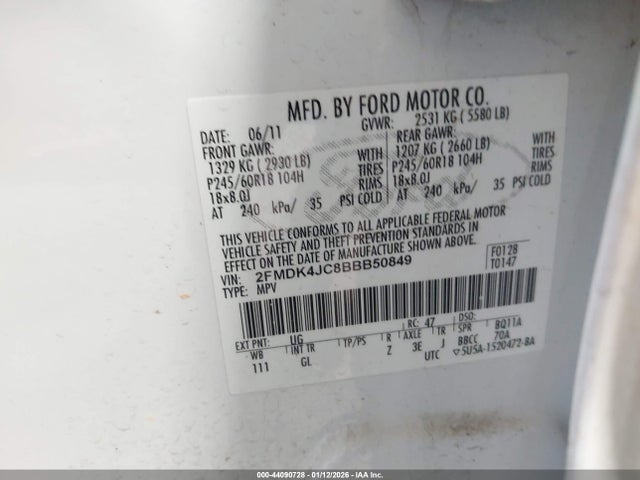 MFD. BY FORD MOTOR CO.
DATE: 06/11 GVWR: 2531 KG ( 5580 LB)
FRONT GAWR: REAR GAWR:
1329 KG ( 2930 LB) WITH 1207 KG ( 2660 LB) WITH
P245/60R18 104H TIRES P245/60R18 104H TIRES
18x8.0J RIMS 18x8.0J RIMS
AT 240 kPa/ 35 PSI COLD AT 240 kPa/ 35 PSI COLD
THIS VEHICLE CONFORMS TO ALL APPLICABLE FEDERAL MOTOR
VEHICLE SAFETY AND THEFT PREVENTION STANDARDS IN
EFFECT ON THE DATE OF MANUFACTURE SHOWN ABOVE.
VIN: 2FMDK4JC8BBB50849 F0128
TYPE: MPV T0147
EXT PNT: UG RC: 47 DSO:
WB INT TR TP/PS R AXLE TR SPR BQ11A
111 GL Z 3E J BBCC 70A
UTC ▽5U5A-1520472-BA
000-44090728 - 01/12/2026 - IAA Inc.